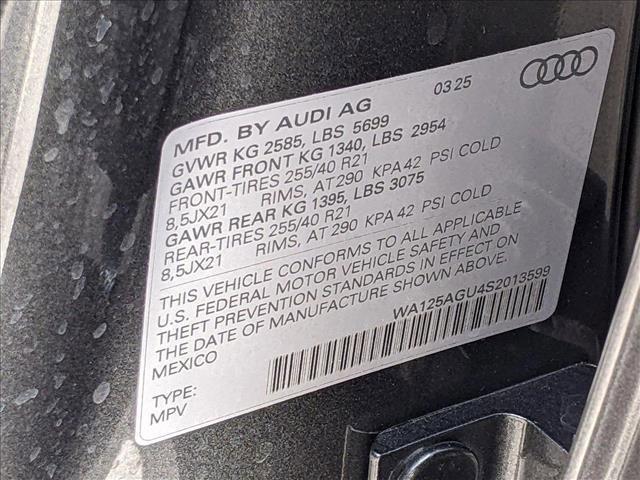 03 25
MFD. BY AUDI AG
GVWR KG 2585, LBS 5699
GAWR FRONT KG 1340, LBS 2954
FRONT-TIRES 255/40 R21
8,5JX21 RIMS, AT 290 KPA 42 PSI COLD
GAWR REAR KG 1395, LBS 3075
REAR-TIRES 255/40 R21
8,5JX21 RIMS, AT 290 KPA 42 PSI COLD
THIS VEHICLE CONFORMS TO ALL APPLICABLE
U.S. FEDERAL MOTOR VEHICLE SAFETY AND
THEFT PREVENTION STANDARDS IN EFFECT ON
THE DATE OF MANUFACTURE SHOWN ABOVE.
MEXICO
WA125AGU4S2013599
TYPE:
MPV